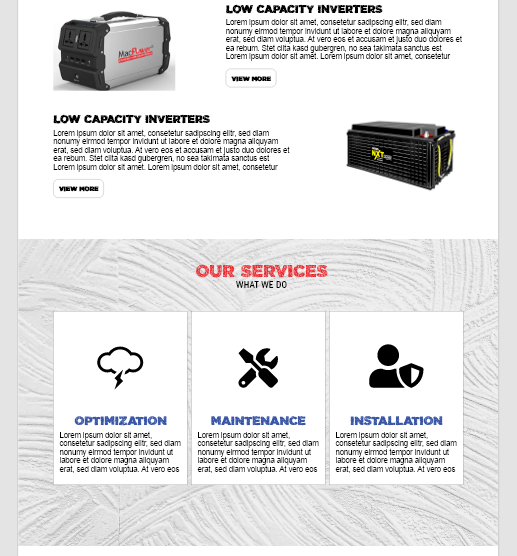 LOW CAPACITY INVERTERS
Lorem ipsum dolor sit amet, consetetur sadipscing elitr, sed diam
nonumy eirmod tempor invidunt ut labore et dolore magna aliquyam
erat, sed diam voluptua. At vero eos et accusam et justo duo dolores et
ea rebum. Stet clita kasd gubergren, no sea takimata sanctus est
Lorem ipsum dolor sit amet. Lorem ipsum dolor sit amet, consetetur
VIEW MORE
LOW CAPACITY INVERTERS
Lorem ipsum dolor sit amet, consetetur sadipscing elitr, sed diam
nonumy eirmod tempor invidunt ut labore et dolore magna aliquyam
erat, sed diam voluptua. At vero eos et accusam et justo duo dolores et
ea rebum. Stet clita kasd gubergren, no sea takimata sanctus est
Lorem ipsum dolor sit amet. Lorem ipsum dolor sit amet, consetetur
VIEW MORE
NXT
OUR SERVICES
WHAT WE DO
OPTIMIZATION
Lorem ipsum dolor sit amet,
consetetur sadipscing elitr, sed diam
nonumy eirmod tempor invidunt ut
labore et dolore magna aliquyam
erat, sed diam voluptua. At vero eos
MAINTENANCE
Lorem ipsum dolor sit amet,
consetetur sadipscing elitr, sed diam
nonumy eirmod tempor invidunt ut
labore et dolore magna aliquyam
erat, sed diam voluptua. At vero eos
INSTALLATION
Lorem ipsum dolor sit amet,
consetetur sadipscing elitr, sed diam
nonumy eirmod tempor invidunt ut
labore et dolore magna aliquyam
erat, sed diam voluptua. At vero eos